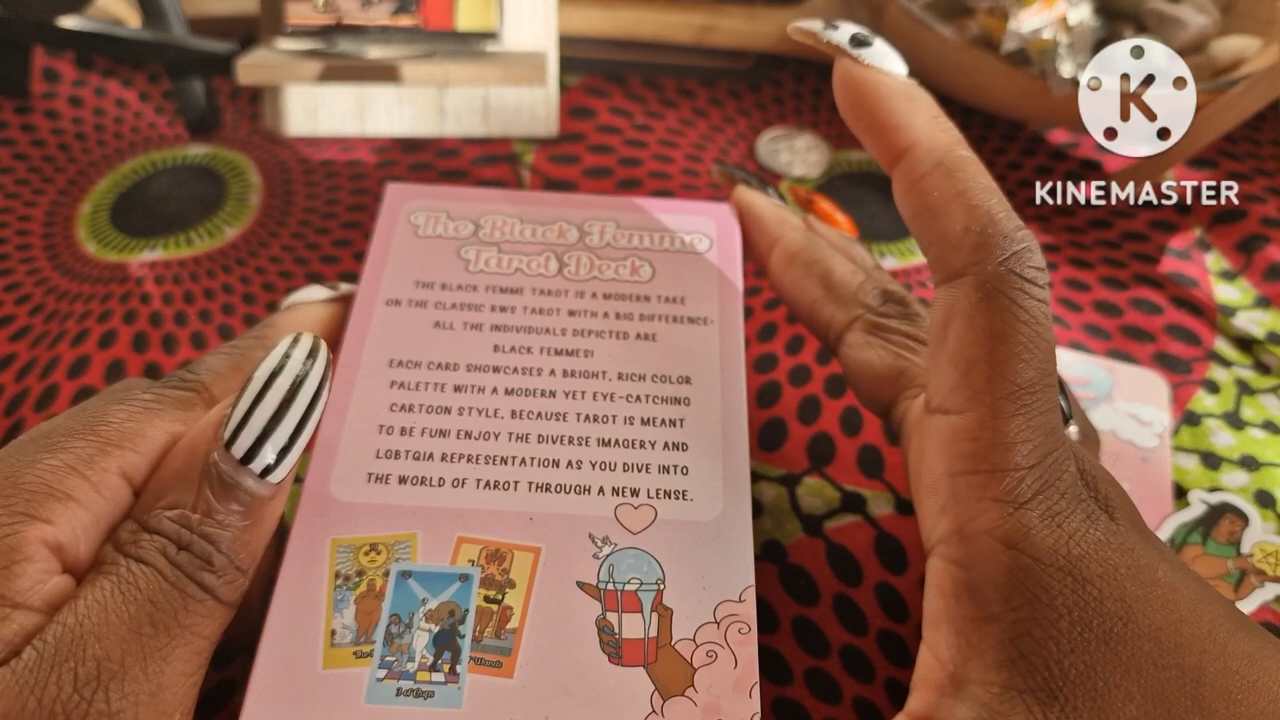 K
KINEMASTER
The Black Femme
Tarot Deck
THE BLACK FEMME TAROT IS A MODERN TAKE
ON THE CLASSIC RWS TAROT WITH A BIG DIFFERENCE:
ALL THE INDIVIDUALS DEPICTED ARE
BLACK FEMMES!
EACH CARD SHOWCASES A BRIGHT, RICH COLOR
PALETTE WITH A MODERN YET EYE-CATCHING
CARTOON STYLE. BECAUSE TAROT IS MEANT
TO BE FUN! ENJOY THE DIVERSE IMAGERY AND
LGBTQIA REPRESENTATION AS YOU DIVE INTO
THE WORLD OF TAROT THROUGH A NEW LENSE.
The
Wands
3 of Cups